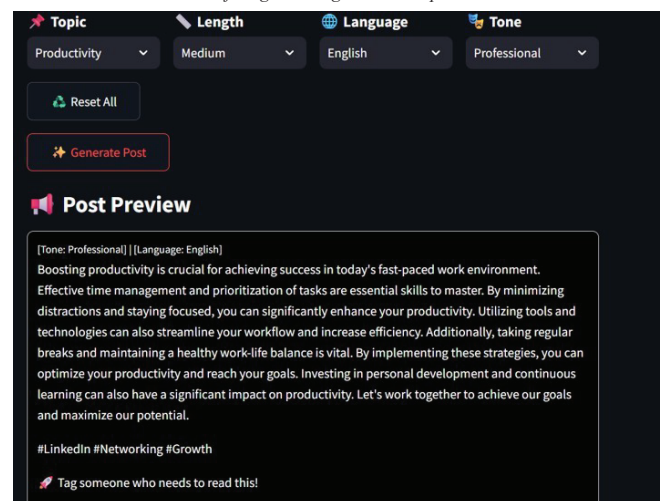 📌 Topic 📏 Length 🌐 Language 🎭 Tone
Productivity Medium English Professional
♻️ Reset All
✨ Generate Post
📢 Post Preview
[Tone: Professional] | [Language: English]
Boosting productivity is crucial for achieving success in today's fast-paced work environment.
Effective time management and prioritization of tasks are essential skills to master. By minimizing
distractions and staying focused, you can significantly enhance your productivity. Utilizing tools and
technologies can also streamline your workflow and increase efficiency. Additionally, taking regular
breaks and maintaining a healthy work-life balance is vital. By implementing these strategies, you can
optimize your productivity and reach your goals. Investing in personal development and continuous
learning can also have a significant impact on productivity. Let's work together to achieve our goals
and maximize our potential.
#LinkedIn #Networking #Growth
🚀 Tag someone who needs to read this!